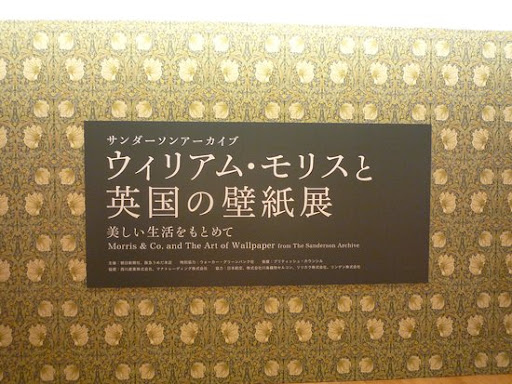 サンダーソンアーカイブ
ウィリアム・モリスと
英国の壁紙展
美しい生活をもとめて
Morris & Co. and The Art of Wallpaper from The Sanderson Archive